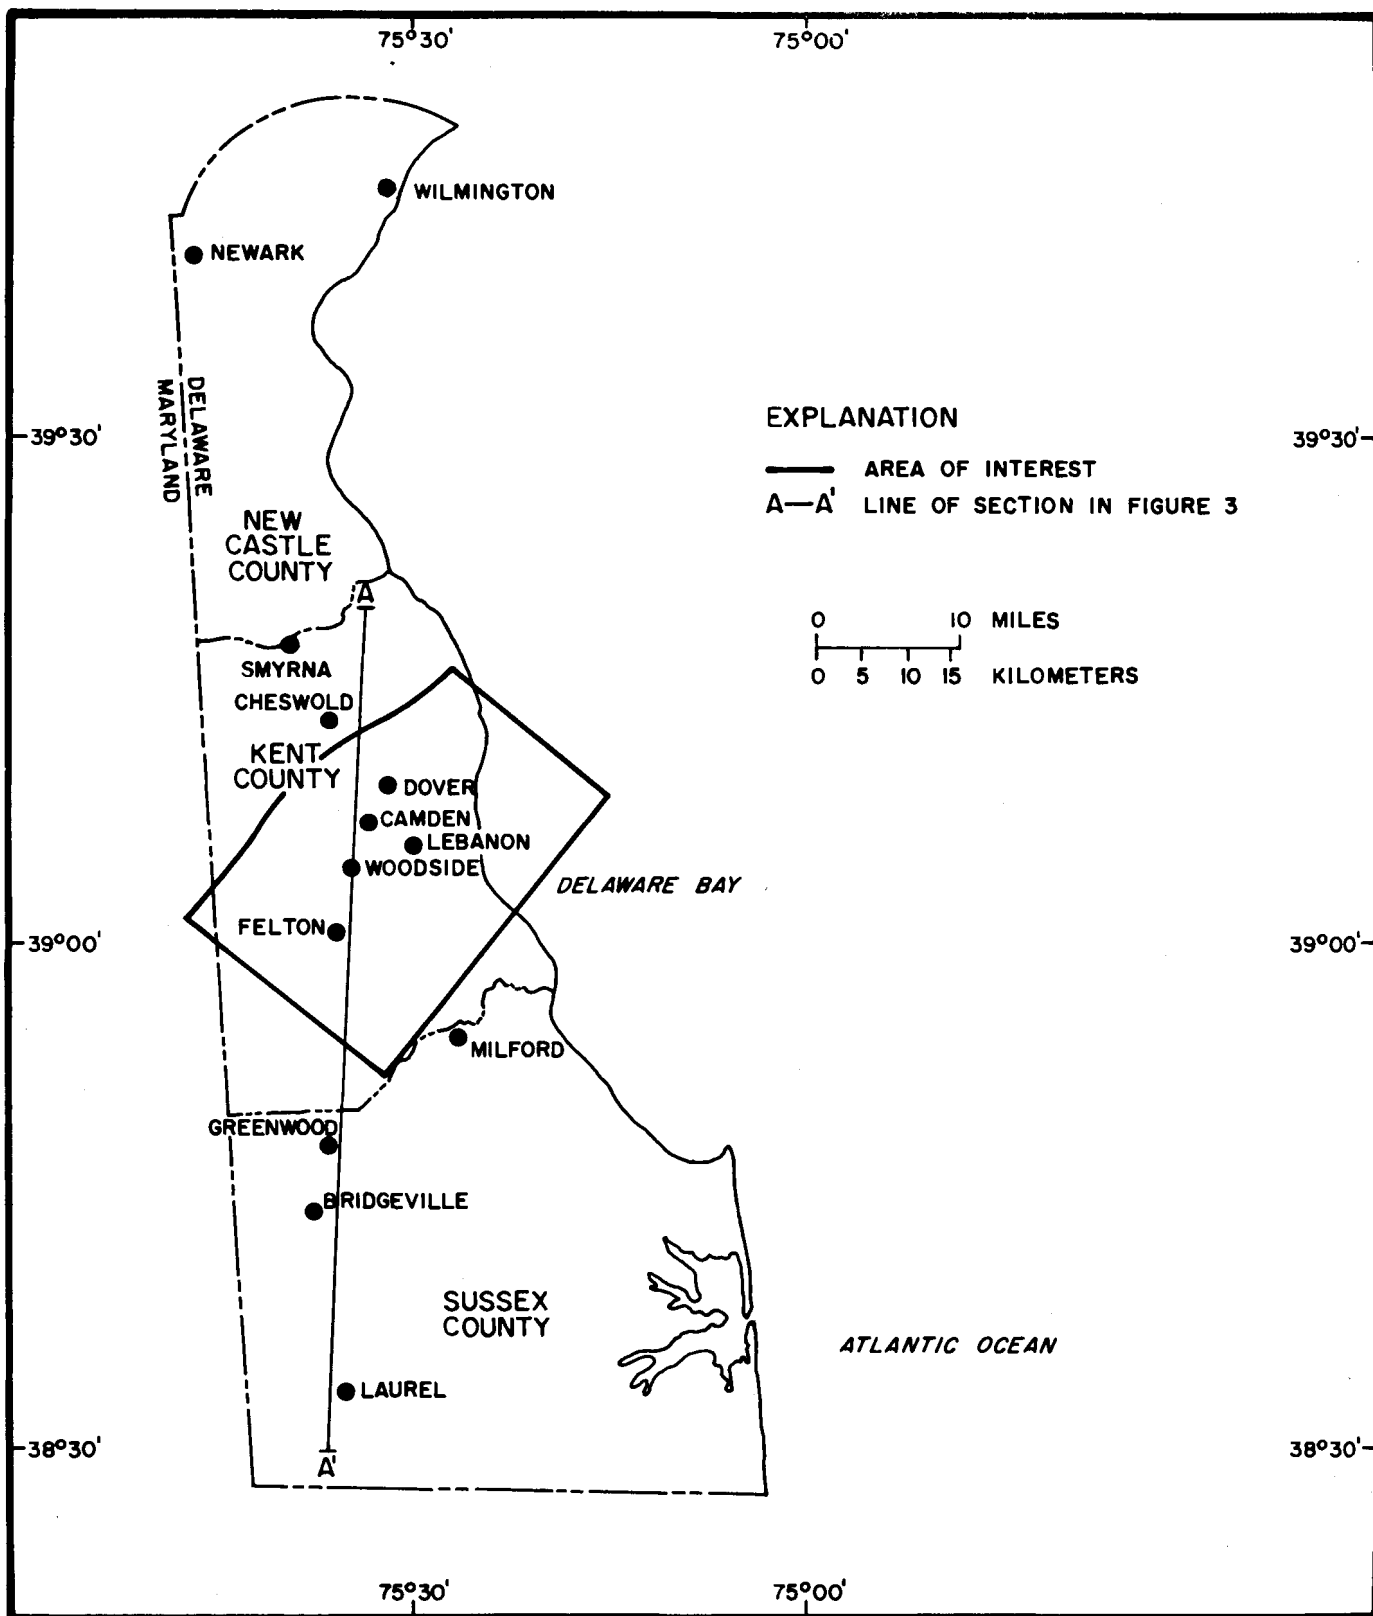 75°30'
75°00'
WILMINGTON
NEWARK
DELAWARE
MARYLAND
39°30'
39°30'
EXPLANATION
AREA OF INTEREST
A—A' LINE OF SECTION IN FIGURE 3
NEW
CASTLE
COUNTY
A
0 10 MILES
0 5 10 15 KILOMETERS
SMYRNA
CHESWOLD
KENT
COUNTY
DOVER
CAMDEN
LEBANON
WOODSIDE
DELAWARE BAY
FELTON
39°00'
39°00'
MILFORD
GREENWOOD
BRIDGEVILLE
SUSSEX
COUNTY
ATLANTIC OCEAN
LAUREL
38°30'
38°30'
A'
75°30'
75°00'